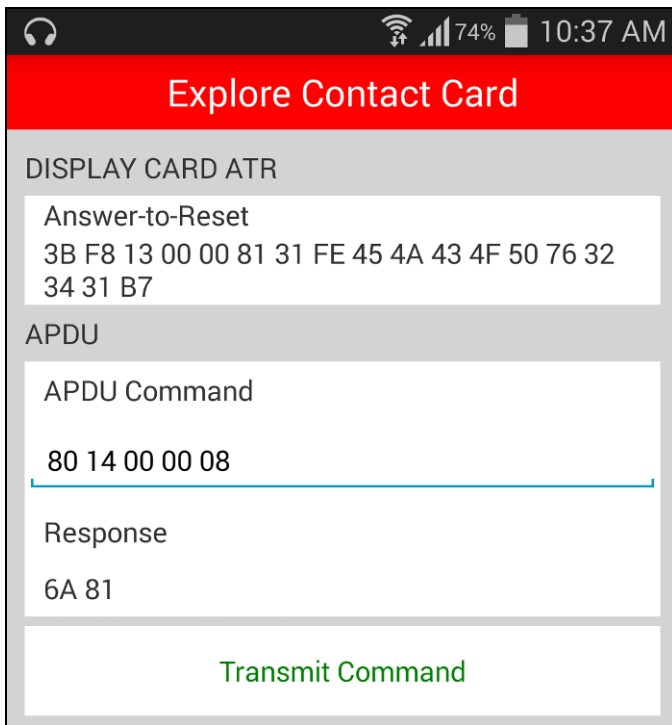 74% 10:37 AM
Explore Contact Card
DISPLAY CARD ATR
Answer-to-Reset
3B F8 13 00 00 81 31 FE 45 4A 43 4F 50 76 32
34 31 B7
APDU
APDU Command
80 14 00 00 08
Response
6A 81
Transmit Command